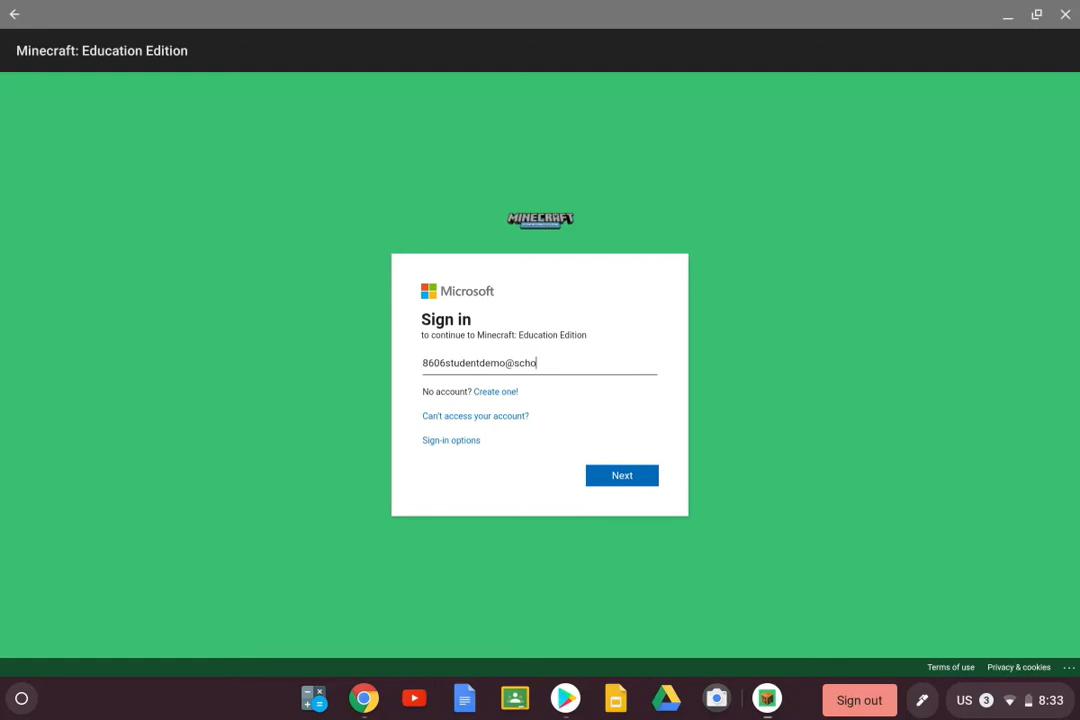 Minecraft: Education Edition
MINECRAFT
Microsoft
Sign in
to continue to Minecraft: Education Edition
8606studentdemo@scho
No account? Create one!
Can't access your account?
Sign-in options
Next
Terms of use Privacy & cookies ...
Sign out US 3 8:33